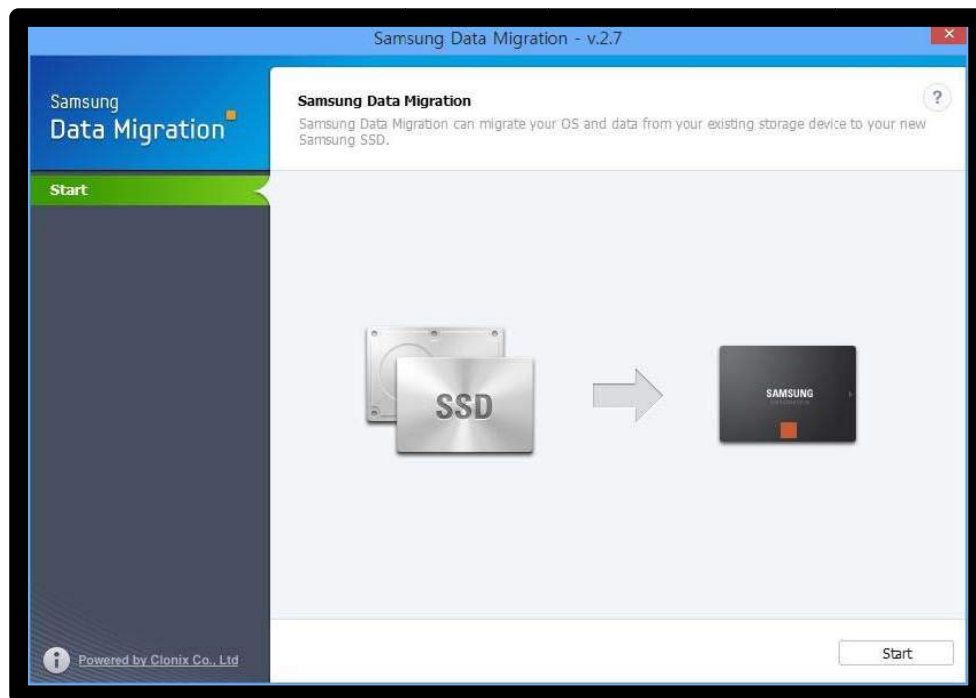 Samsung Data Migration - v.2.7
Samsung
Data Migration
Samsung Data Migration
Samsung Data Migration can migrate your OS and data from your existing storage device to your new
Samsung SSD.
?
Start
SSD
SAMSUNG
Powered by Clonix Co., Ltd
Start